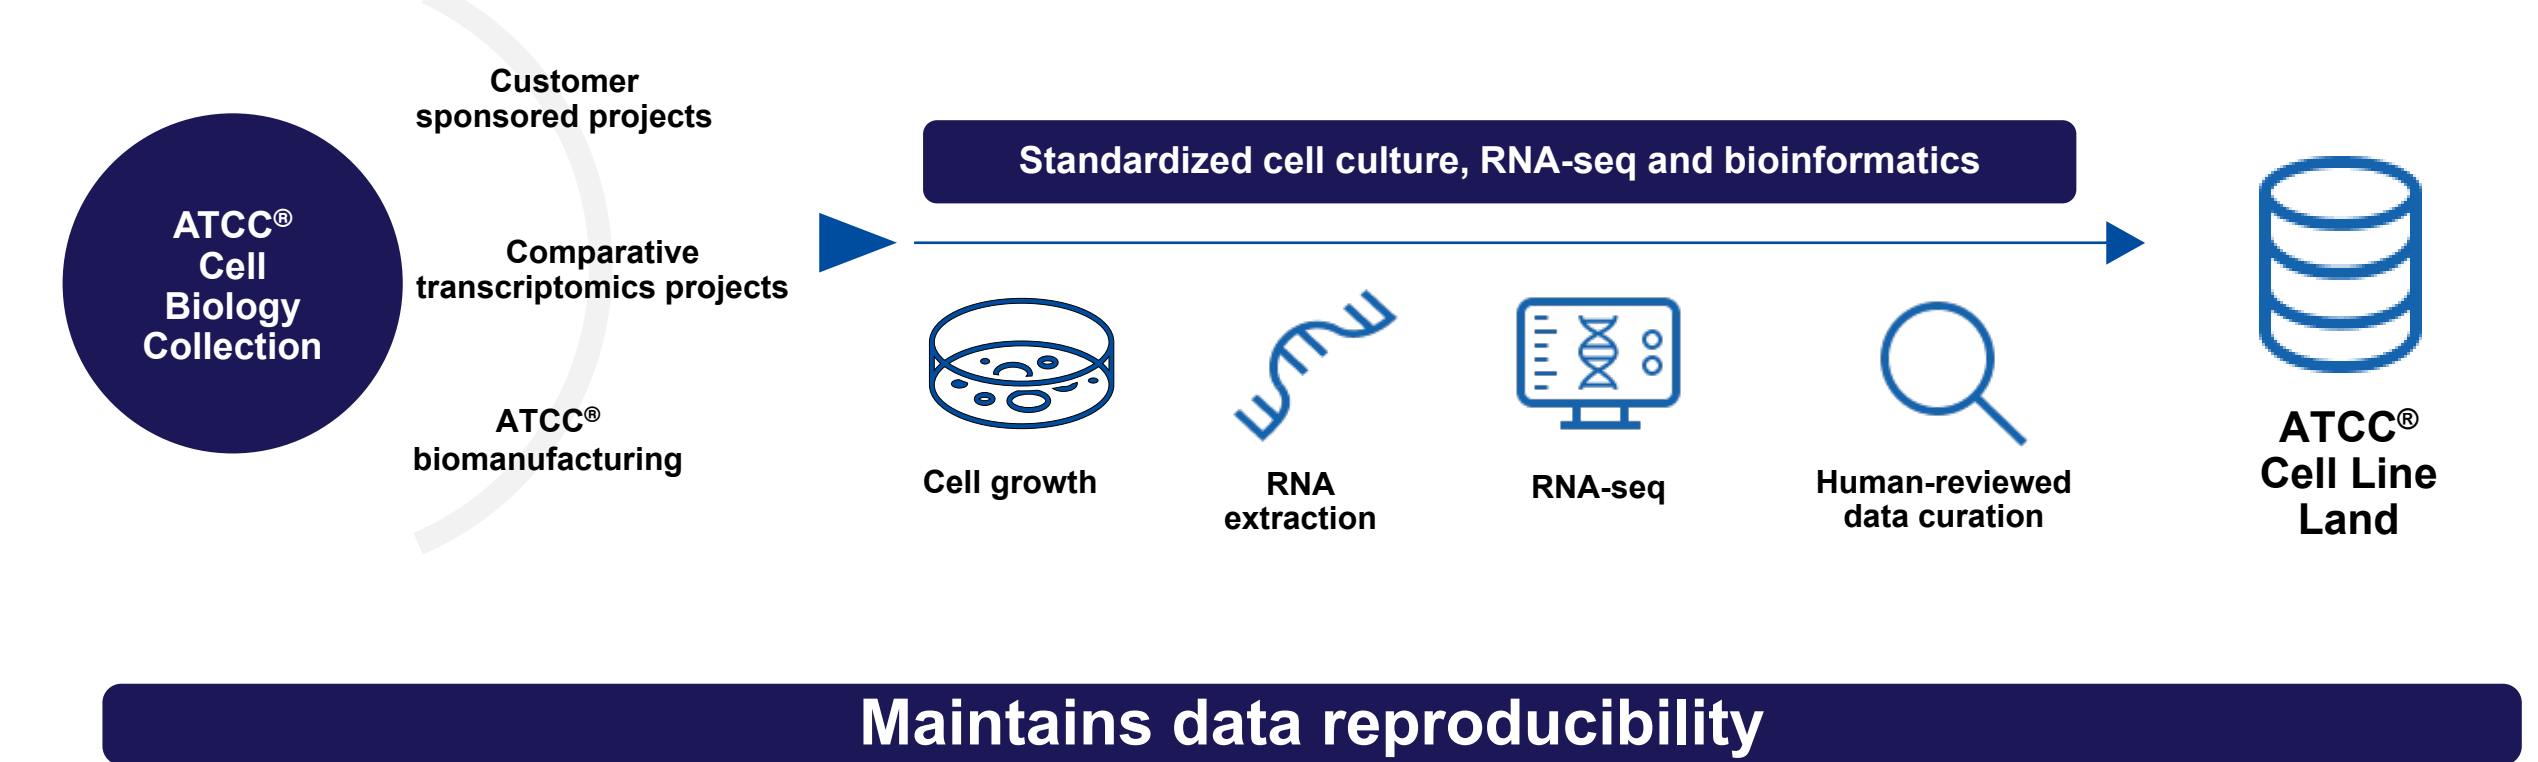 ATCC®
Cell
Biology
Collection
Customer
sponsored projects
Comparative
transcriptomics projects
ATCC®
biomanufacturing
Standardized cell culture, RNA-seq and bioinformatics
Cell growth
RNA
extraction
RNA-seq
Human-reviewed
data curation
ATCC®
Cell Line
Land
Maintains data reproducibility